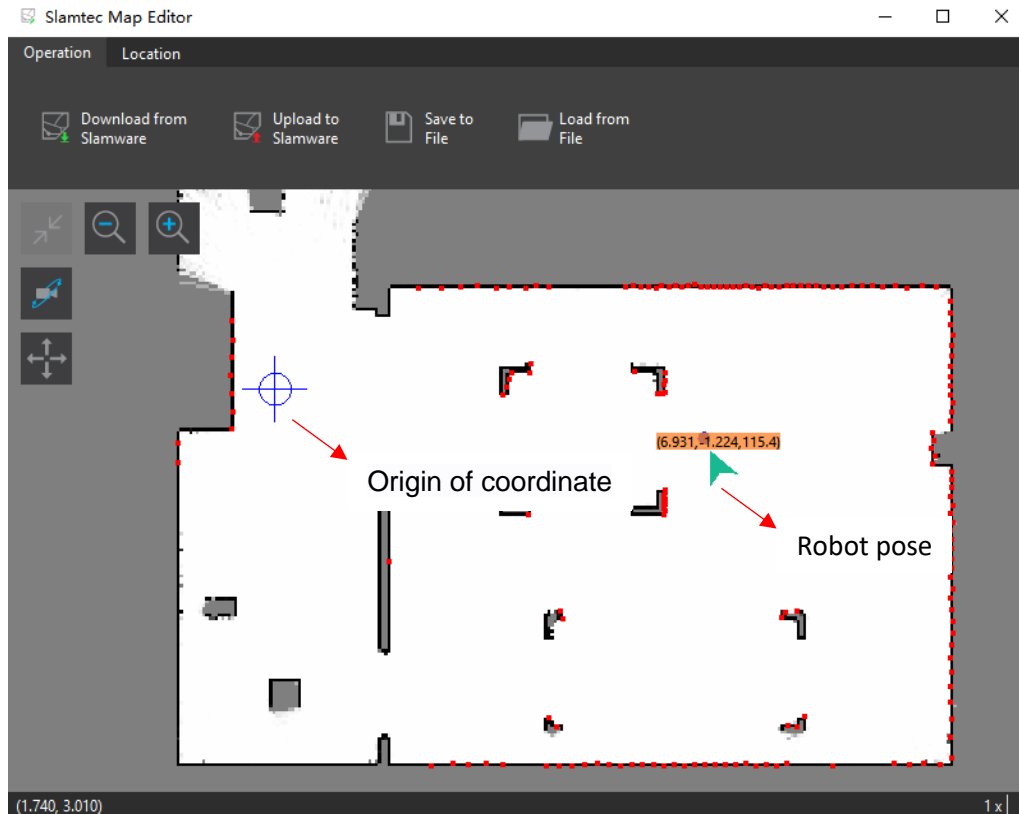 Slamtec Map Editor
Operation Location
Download from
Slamware
Upload to
Slamware
Save to
File
Load from
File
(6.931,-1.224,115.4)
Origin of coordinate
Robot pose
(1.740, 3.010)
1 x